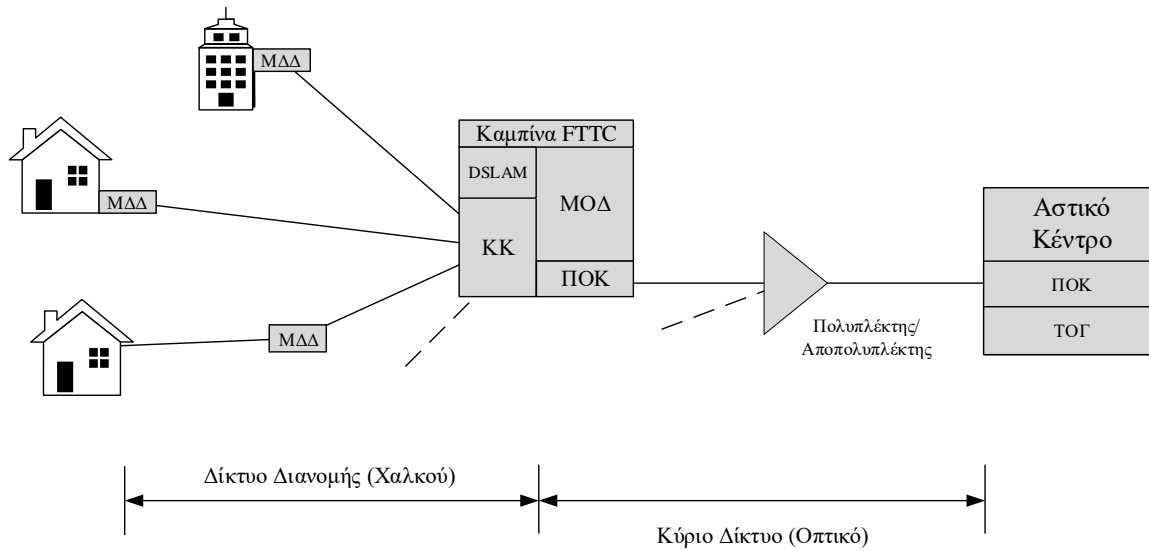 ΜΔΔ
Καμπίνα FTTC
DSLAM
ΜΟΔ
ΜΔΔ
ΚΚ
ΠΟΚ
Αστικό
Κέντρο
ΠΟΚ
ΤΟΓ
ΜΔΔ
Πολυπλέκτης/
Αποπολυπλέκτης
Δίκτυο Διανομής (Χαλκού)
Κύριο Δίκτυο (Οπτικό)